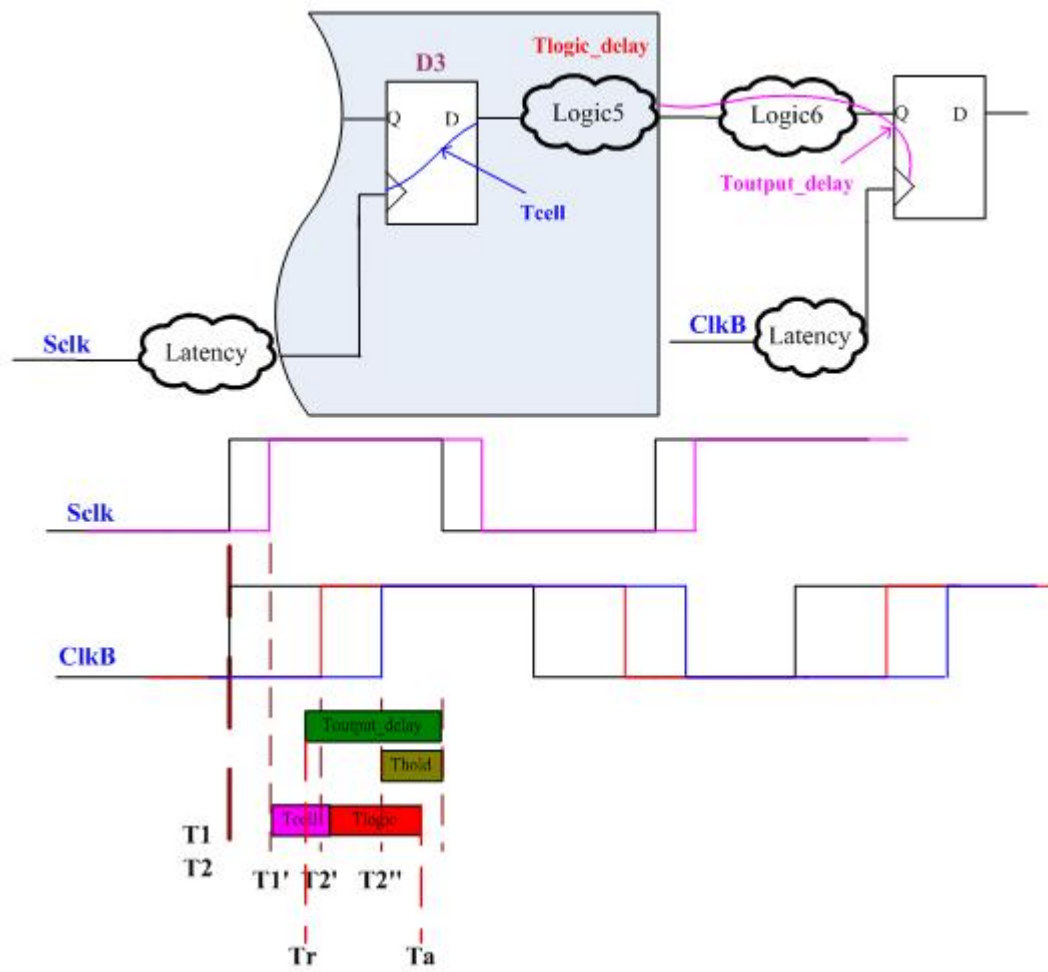 Tlogic_delay
D3
Q D
Logic5
Logic6
Q D
Toutput_delay
Tcell
Sclk
Latency
ClkB
Latency
Sclk
ClkB
Toutput_delay
Thold
Tcell
Tlogic
T1
T2
T1'
T2'
T2''
Tr
Ta